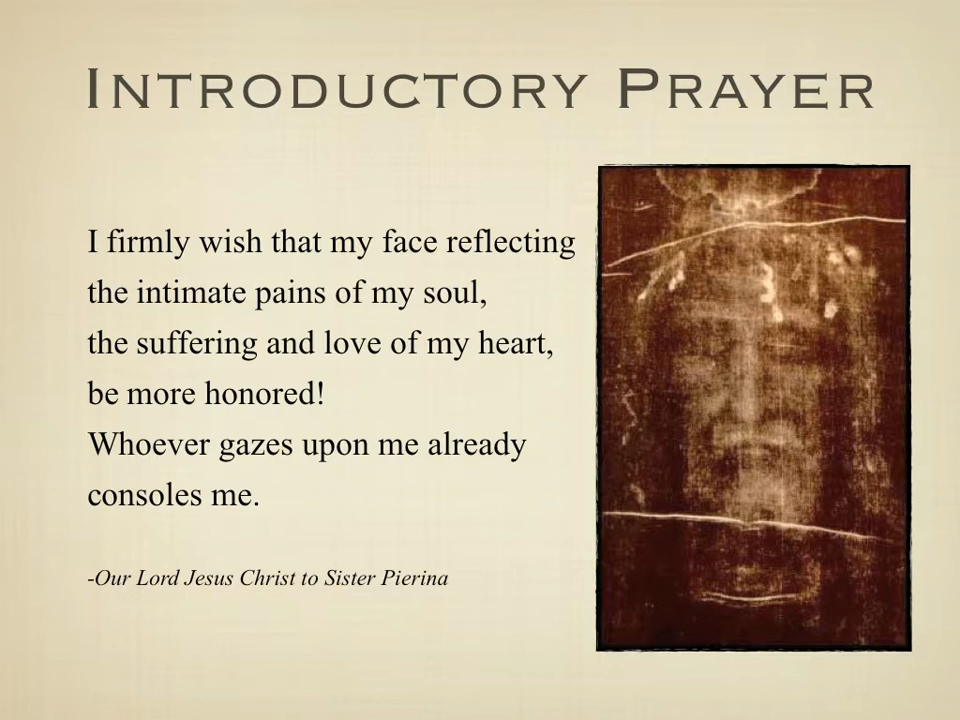 Introductory Prayer
I firmly wish that my face reflecting
the intimate pains of my soul,
the suffering and love of my heart,
be more honored!
Whoever gazes upon me already
consoles me.
-Our Lord Jesus Christ to Sister Pierina